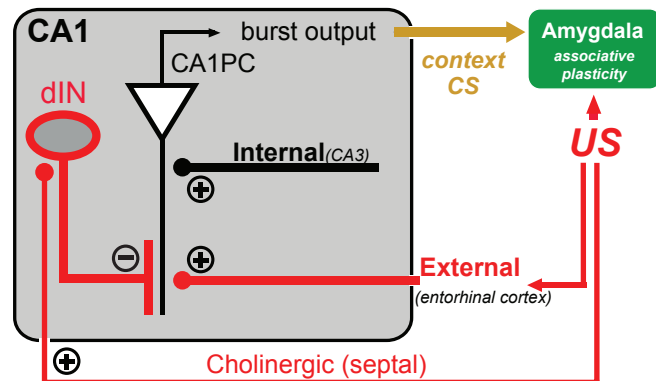 CA1
burst output
CA1PC
dIN
context
CS
Amygdala
associative
plasticity
US
Internal(CA3)
+
−
+
External
(entorhinal cortex)
+
Cholinergic (septal)